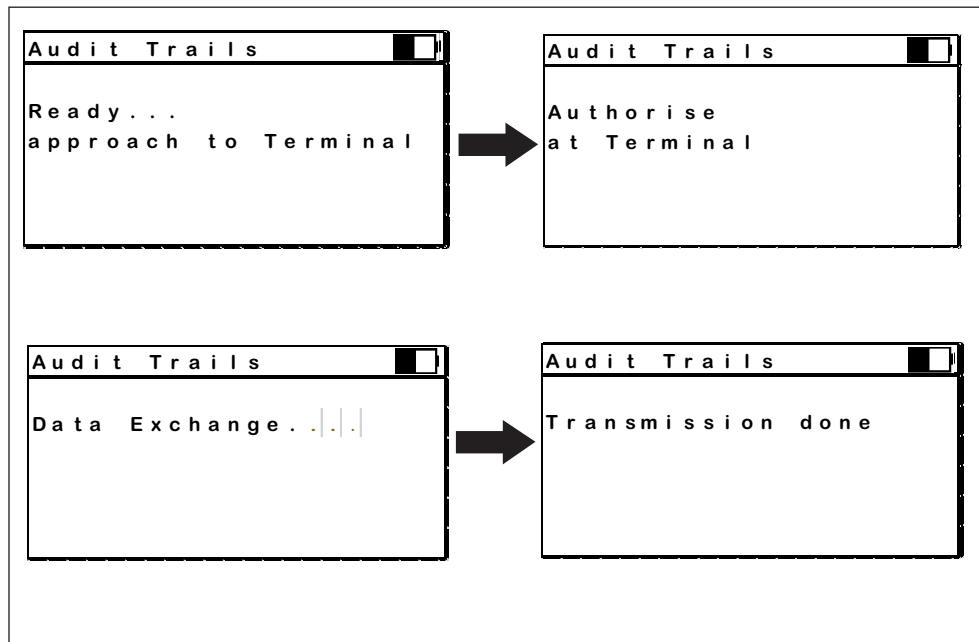 Audit Trails
Ready...
approach to Terminal
Audit Trails
Authorise
at Terminal
Audit Trails
Data Exchange....
Audit Trails
Transmission done